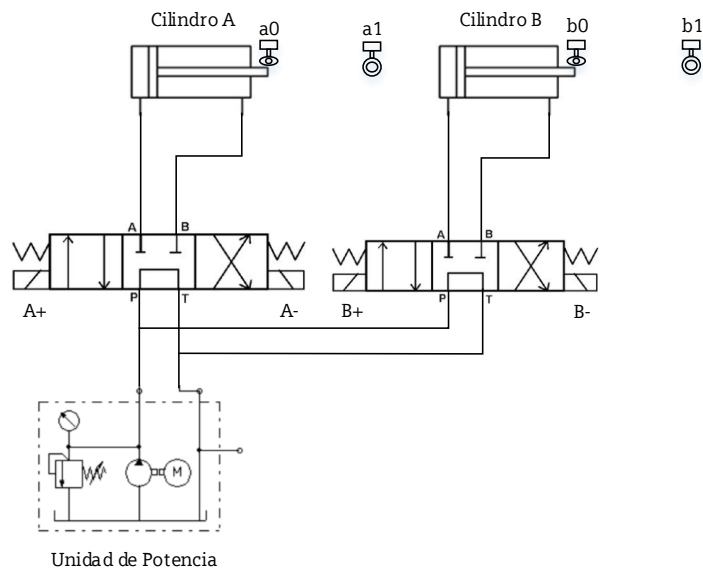 Cilindro A
a0
a1
Cilindro B
b0
b1
A
B
P
T
A+
A-
A
B
P
T
B+
B-
M
Unidad de Potencia